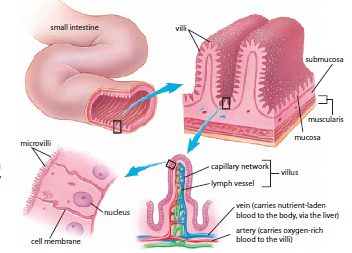 small intestine
villi
submucosa
muscularis
mucosa
microvilli
capillary network
villus
lymph vessel
nucleus
vein (carries nutrient-laden
blood to the body, via the liver)
artery (carries oxygen-rich
blood to the villi)
cell membrane